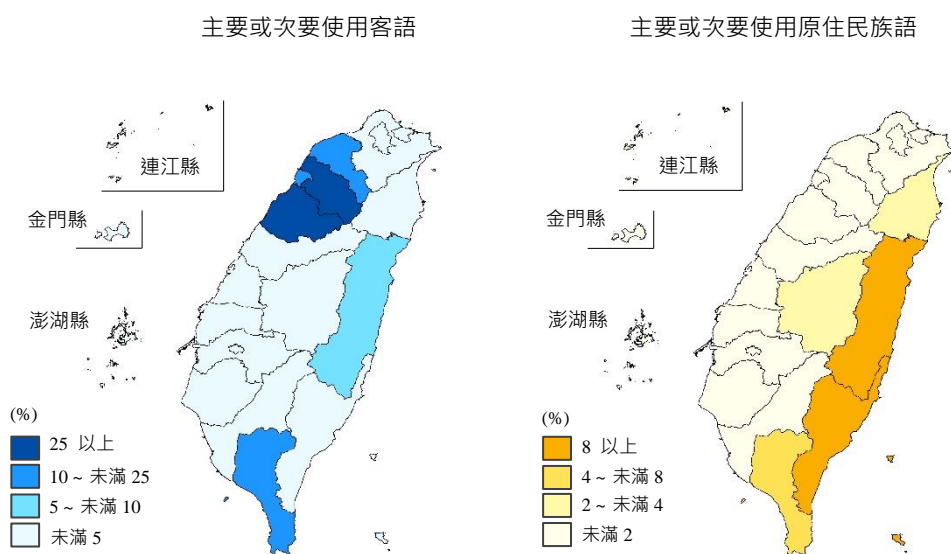 主要或次要使用客語
連江縣
金門縣
澎湖縣
(%)
25 以上
10 ~ 未滿 25
5 ~ 未滿 10
未滿 5
主要或次要使用原住民族語
連江縣
金門縣
澎湖縣
(%)
8 以上
4 ~ 未滿 8
2 ~ 未滿 4
未滿 2